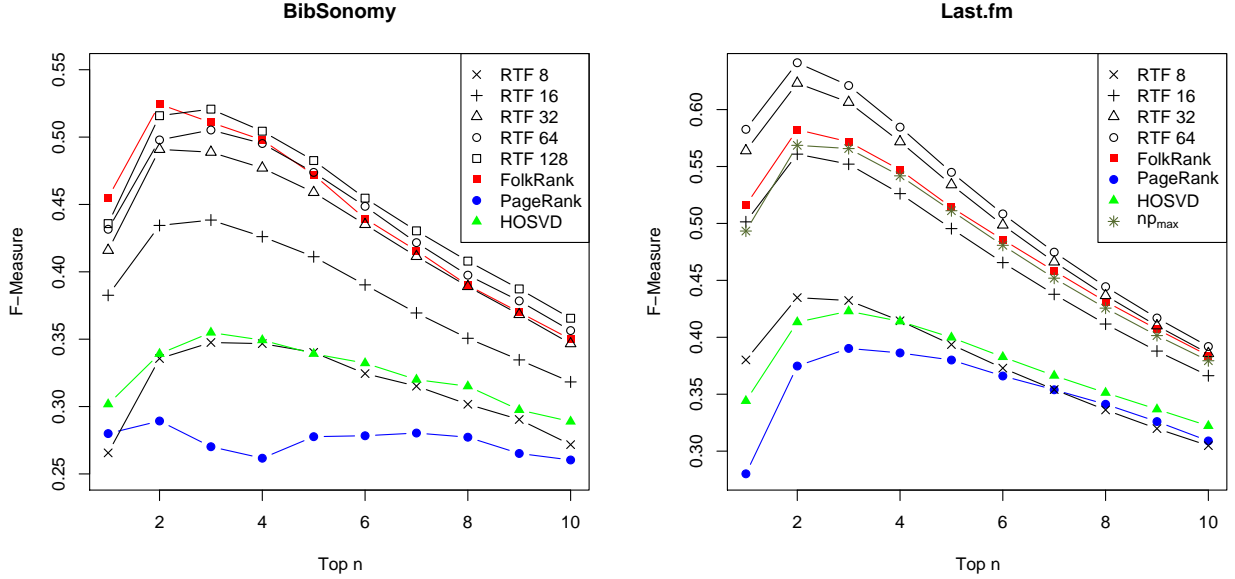 BibSonomy
F-Measure
0.55
0.50
0.45
0.40
0.35
0.30
0.25
RTF 8
RTF 16
RTF 32
RTF 64
RTF 128
FolkRank
PageRank
HOSVD
2 4 6 8 10
Top n
Last.fm
F-Measure
0.60
0.55
0.50
0.45
0.40
0.35
0.30
RTF 8
RTF 16
RTF 32
RTF 64
FolkRank
PageRank
HOSVD
npmax
2 4 6 8 10
Top n